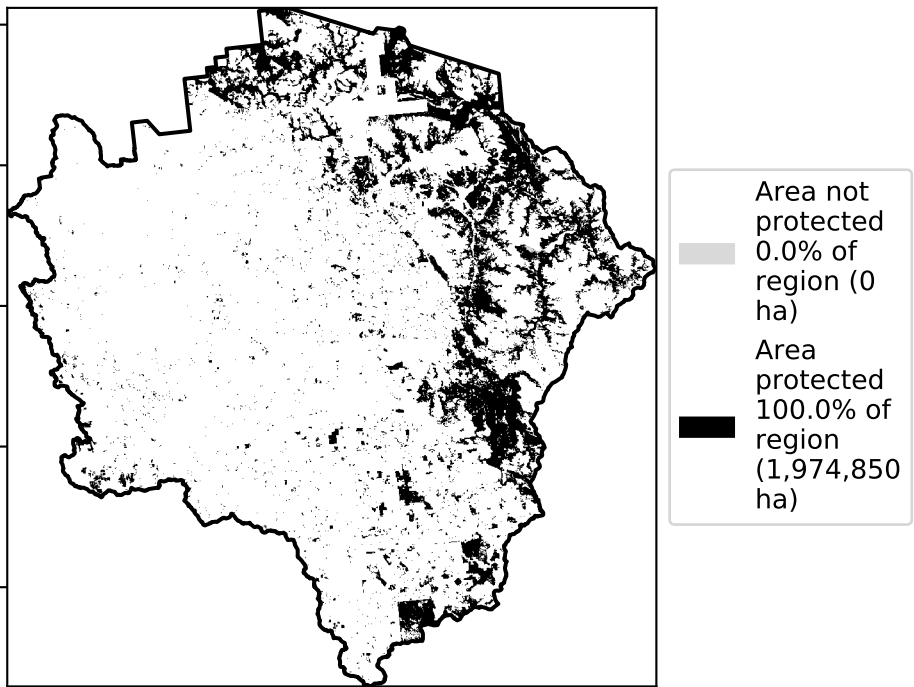 Area not
protected
0.0% of
region (0
ha)
Area
protected
100.0% of
region
(1,974,850
ha)